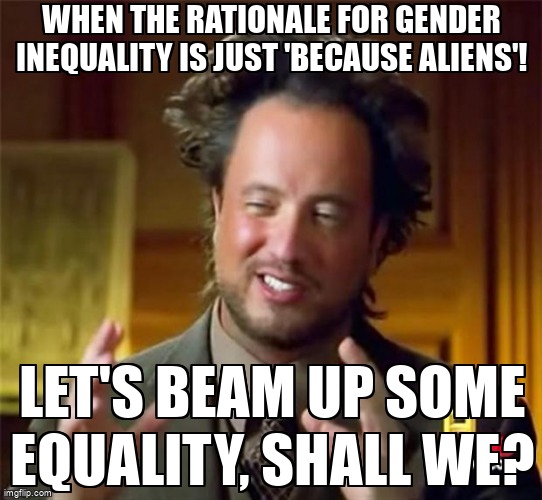 WHEN THE RATIONALE FOR GENDER
INEQUALITY IS JUST 'BECAUSE ALIENS'!
LET'S BEAM UP SOME
EQUALITY, SHALL WE?
imgflip.com